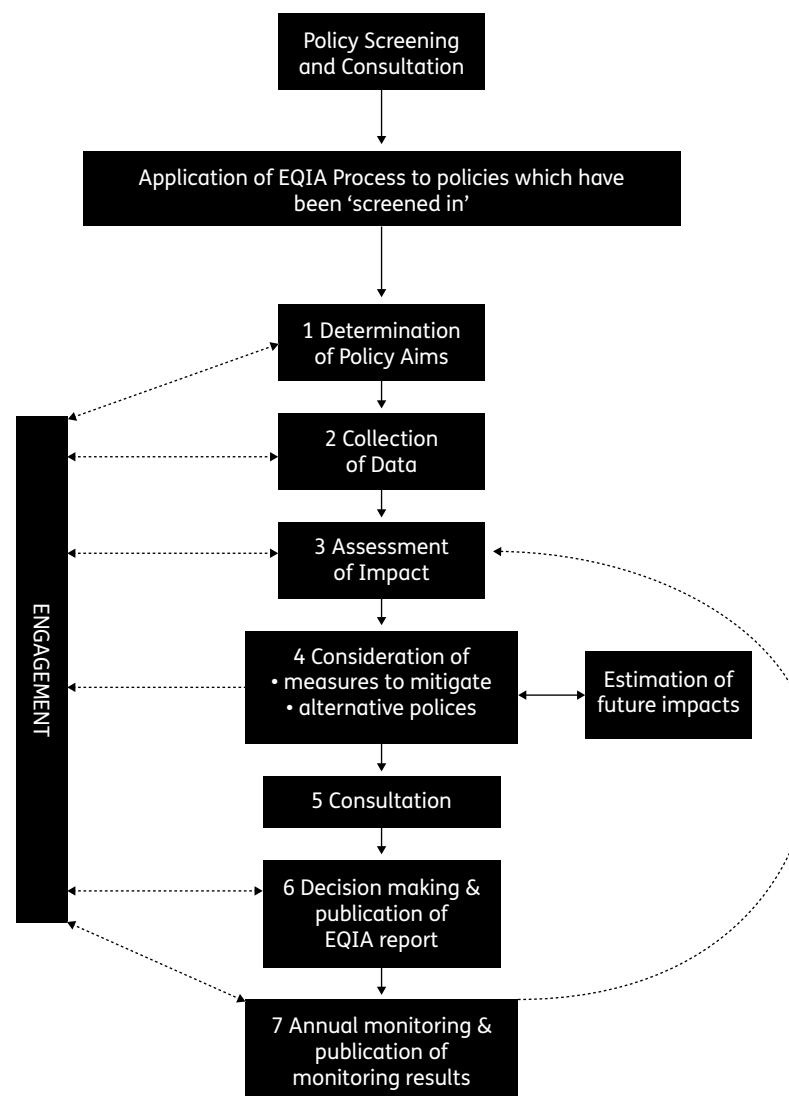 Policy Screening
and Consultation
Application of EQIA Process to policies which have
been ‘screened in’
1 Determination
of Policy Aims
2 Collection
of Data
3 Assessment
of Impact
ENGAGEMENT
4 Consideration of
• measures to mitigate
• alternative polices
Estimation of
future impacts
5 Consultation
6 Decision making &
publication of
EQIA report
7 Annual monitoring &
publication of
monitoring results